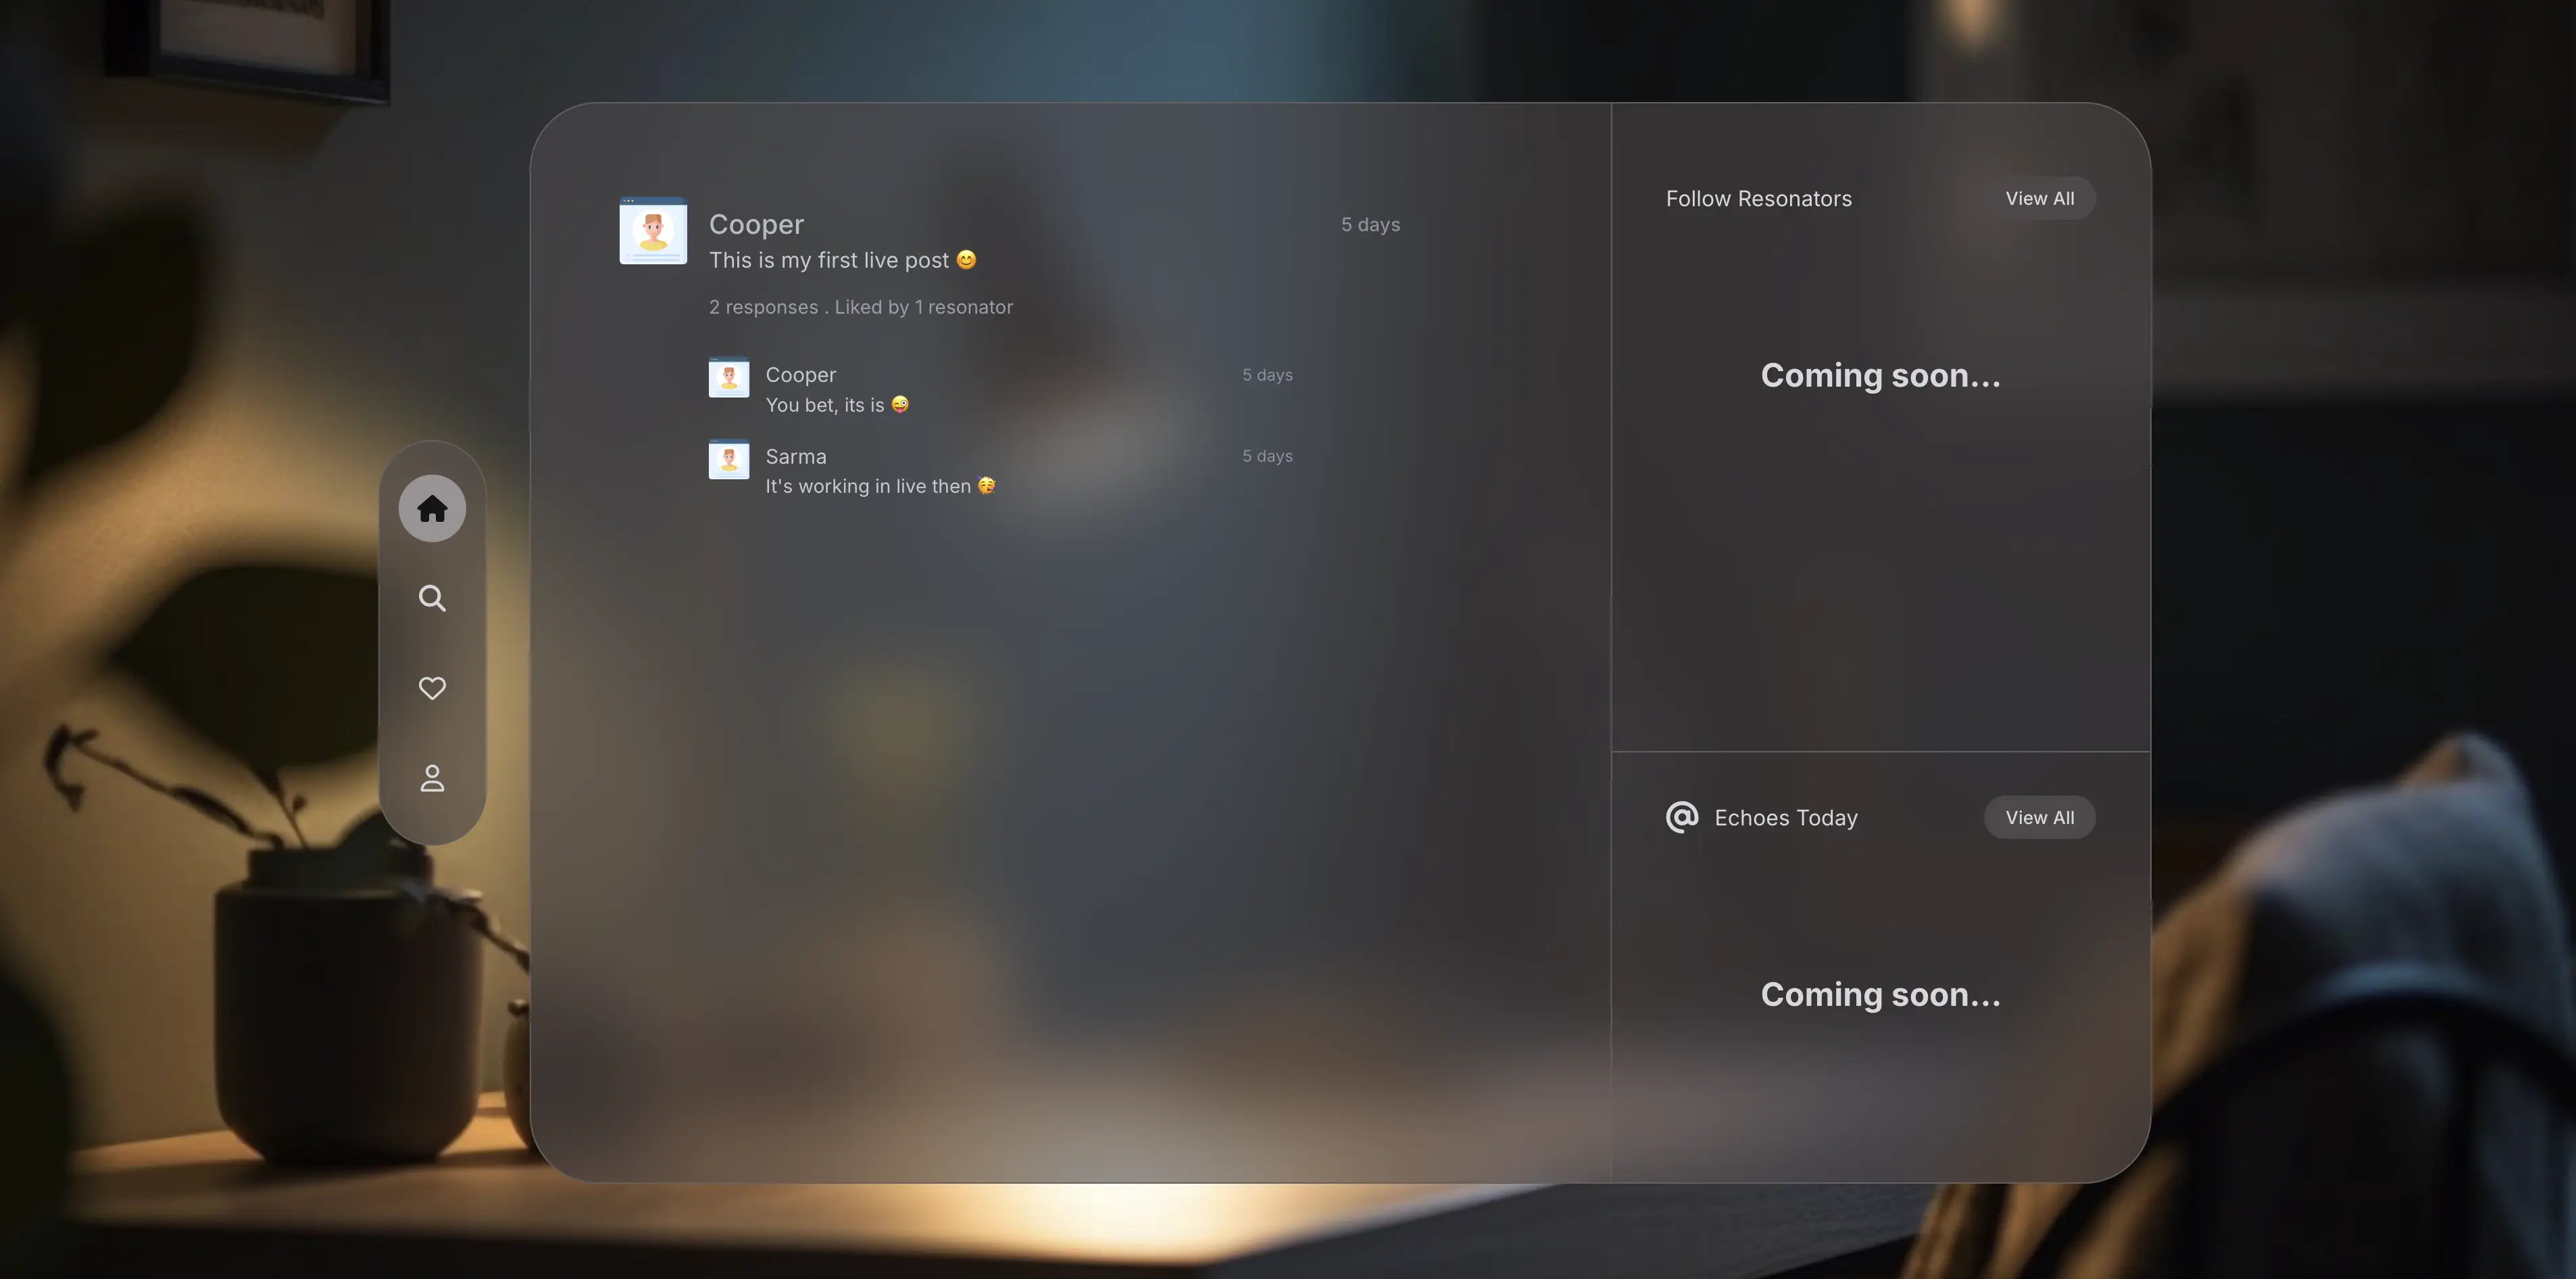 Cooper
5 days
This is my first live post 😊
2 responses . Liked by 1 resonator
Cooper
5 days
You bet, its is 😜
Sarma
5 days
It's working in live then 🥳
Follow Resonators
View All
Coming soon...
@ Echoes Today
View All
Coming soon...